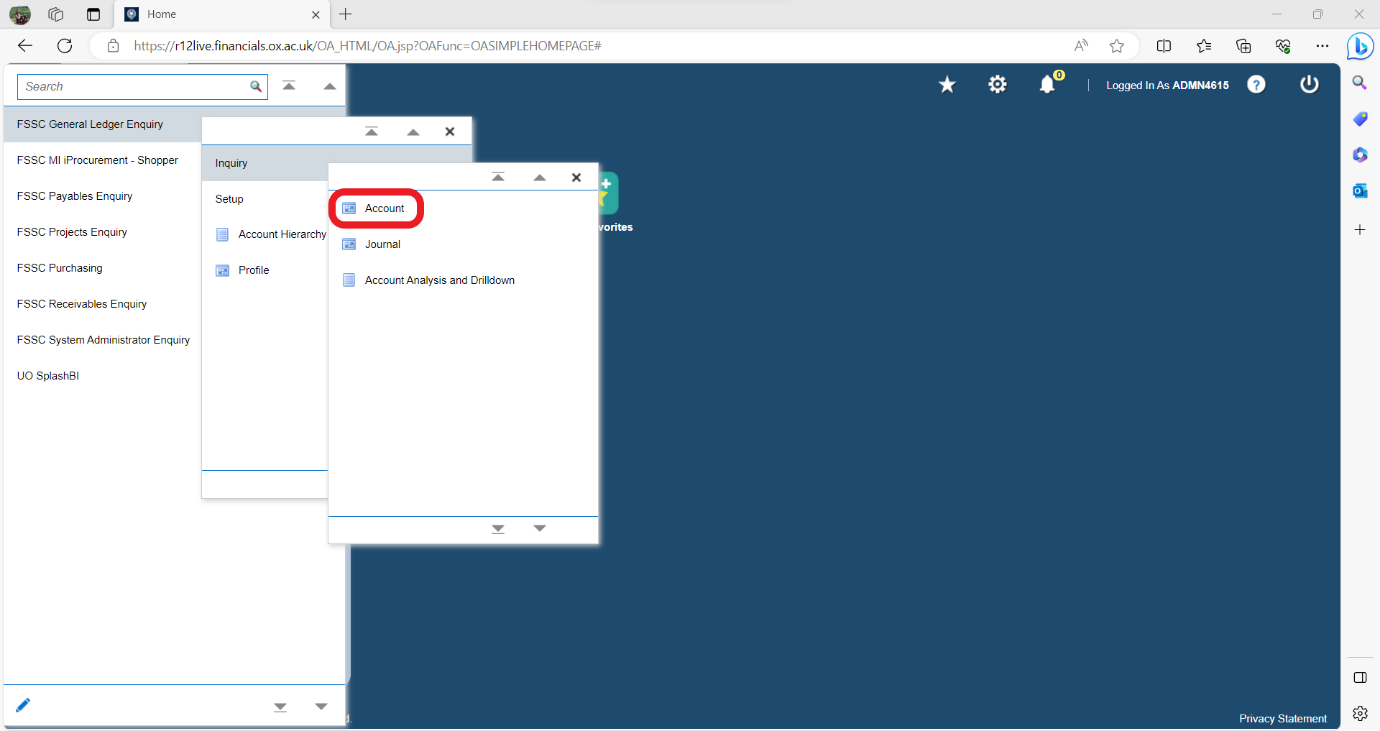 Home
https://r12live.financials.ox.ac.uk/OA_HTML/OA.jsp?OAFunc=OASIMPLEHOMEPAGE#
Search
0
Logged In As ADMN4615
?
FSSC General Ledger Enquiry
FSSC MI iProcurement - Shopper
FSSC Payables Enquiry
FSSC Projects Enquiry
FSSC Purchasing
FSSC Receivables Enquiry
FSSC System Administrator Enquiry
UO SplashBI
Inquiry
Setup
Account Hierarchy
Profile
Account
Journal
Account Analysis and Drilldown
vorites
d.
Privacy Statement